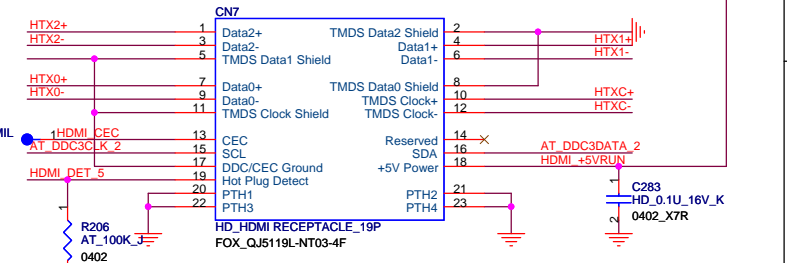 CN7
HTX2+ 1 Data2+ TMDS Data2 Shield 2
HTX2- 3 Data2- Data1+ 4 HTX1+
5 TMDS Data1 Shield Data1- 6 HTX1-
HTX0+ 7 Data0+ TMDS Data0 Shield 8
HTX0- 9 Data0- TMDS Clock+ 10 HTXC+
11 TMDS Clock Shield TMDS Clock- 12 HTXC-
MIL 1 HDMI_CEC 13 CEC Reserved 14
AT_DDC3CLK_2 15 SCL SDA 16 AT_DDC3DATA_2
17 DDC/CEC Ground +5V Power 18 HDMI_+5VRUN
HDMI_DET_5 19 Hot Plug Detect
20 PTH1 PTH2 21
22 PTH3 PTH4 23
HD_HDMI RECEPTACLE_19P
FOX_QJ5119L-NT03-4F
1
R206
AT_100K_J
0402
1
C283
HD_0.1U_16V_K
0402_X7R
2